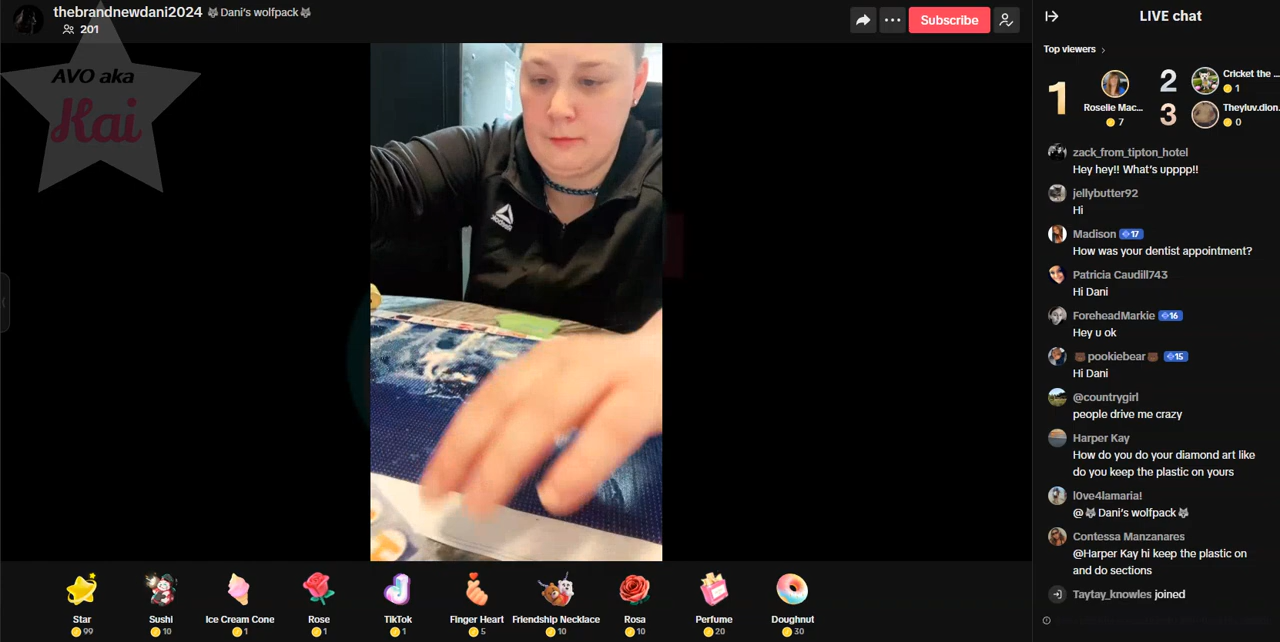 thebrandnewdani2024 🐺Dani's wolfpack🐺
201
Subscribe
AVO aka
Kai
Reebok
Star
99
Sushi
10
Ice Cream Cone
1
Rose
1
TikTok
1
Finger Heart
5
Friendship Necklace
10
Rosa
10
Perfume
20
Doughnut
30
LIVE chat
Top viewers
1
Roselle Mac...
7
2
Cricket the ...
1
3
Theyluv.dion.
0
zack_from_tipton_hotel
Hey hey!! What's upppp!!
jellybutter92
Hi
Madison 17
How was your dentist appointment?
Patricia Caudill743
Hi Dani
ForeheadMarkie 16
Hey u ok
🐻pookiebear🐻 15
Hi Dani
@countrygirl
people drive me crazy
Harper Kay
How do you do your diamond art like
do you keep the plastic on yours
l0ve4lamaria!
@🐺Dani's wolfpack🐺
Contessa Manzanares
@Harper Kay hi keep the plastic on
and do sections
Taytay_knowles joined